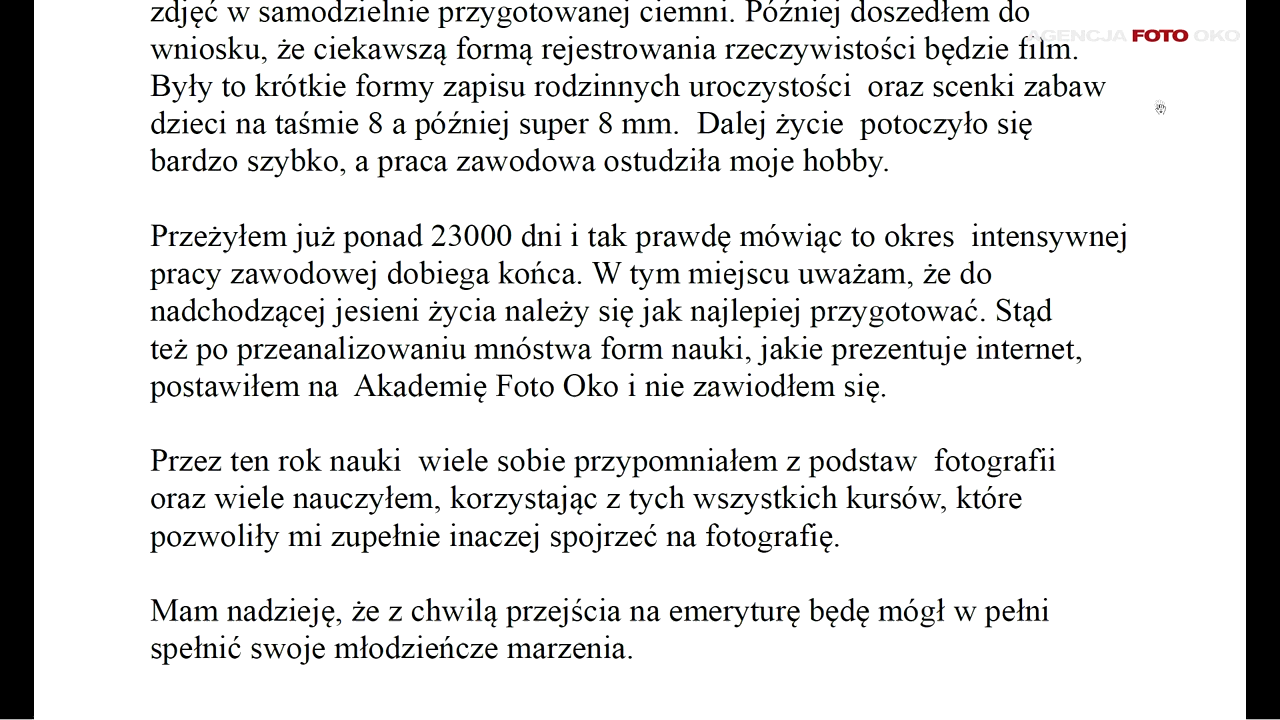 zdjęć w samodzielnie przygotowanej ciemni. Później doszedłem do
AGENCJA FOTO OKO
wniosku, że ciekawszą formą rejestrowania rzeczywistości będzie film.
Były to krótkie formy zapisu rodzinnych uroczystości  oraz scenki zabaw
dzieci na taśmie 8 a później super 8 mm.  Dalej życie  potoczyło się
bardzo szybko, a praca zawodowa ostudziła moje hobby.
Przeżyłem już ponad 23000 dni i tak prawdę mówiąc to okres  intensywnej
pracy zawodowej dobiega końca. W tym miejscu uważam, że do
nadchodzącej jesieni życia należy się jak najlepiej przygotować. Stąd
też po przeanalizowaniu mnóstwa form nauki, jakie prezentuje internet,
postawiłem na  Akademię Foto Oko i nie zawiodłem się.
Przez ten rok nauki  wiele sobie przypomniałem z podstaw  fotografii
oraz wiele nauczyłem, korzystając z tych wszystkich kursów, które
pozwoliły mi zupełnie inaczej spojrzeć na fotografię.
Mam nadzieję, że z chwilą przejścia na emeryturę będę mógł w pełni
spełnić swoje młodzieńcze marzenia.